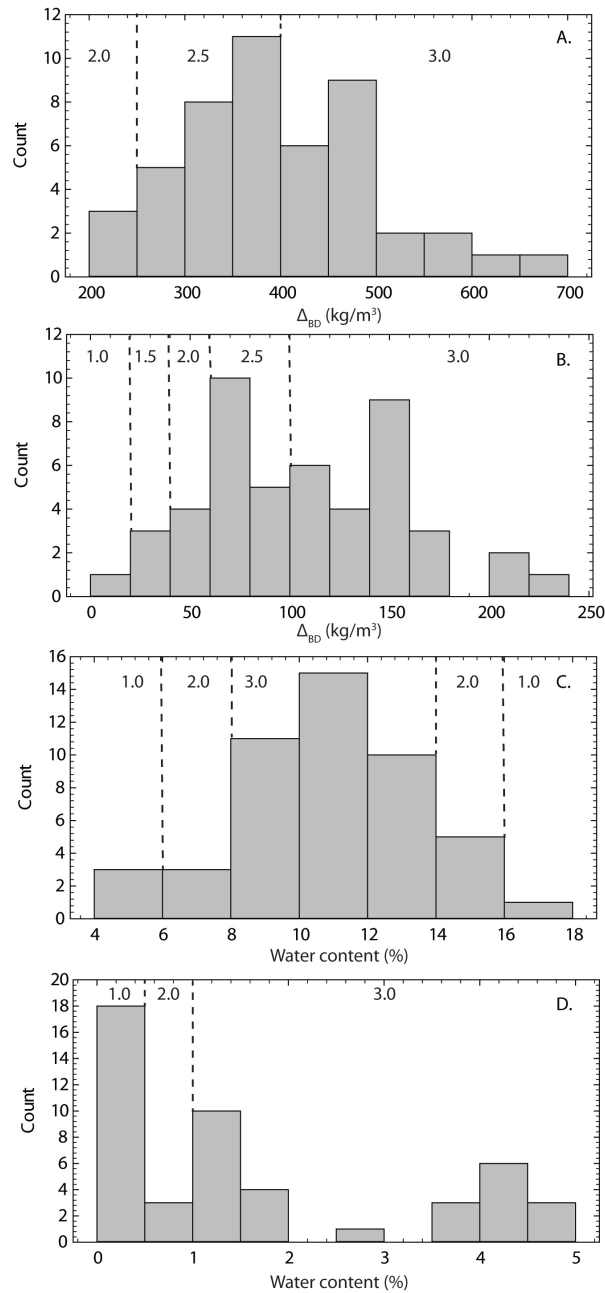 12
2.0 2.5 3.0 A.
10
8
6
4
2
0
Count
200 300 400 500 600 700
Δ_BD (kg/m³)
12
1.0 1.5 2.0 2.5 3.0 B.
10
8
6
4
2
0
Count
0 50 100 150 200 250
Δ_BD (kg/m³)
16
1.0 2.0 3.0 2.0 1.0 C.
14
12
10
8
6
4
2
0
Count
4 6 8 10 12 14 16 18
Water content (%)
20
1.0 2.0 3.0 D.
18
16
14
12
10
8
6
4
2
0
Count
0 1 2 3 4 5
Water content (%)